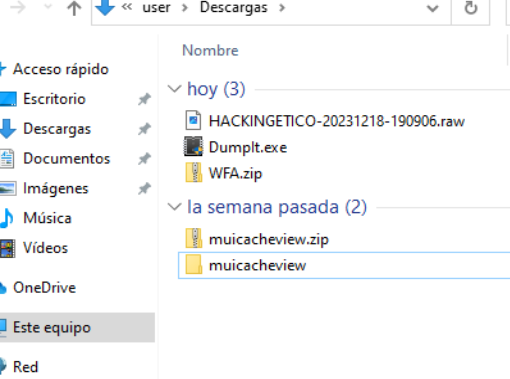 « user > Descargas >
Nombre
Acceso rápido
Escritorio
Descargas
Documentos
Imágenes
Música
Vídeos
OneDrive
Este equipo
Red
hoy (3)
HACKINGETICO-20231218-190906.raw
DumpIt.exe
WFA.zip
la semana pasada (2)
muicacheview.zip
muicacheview